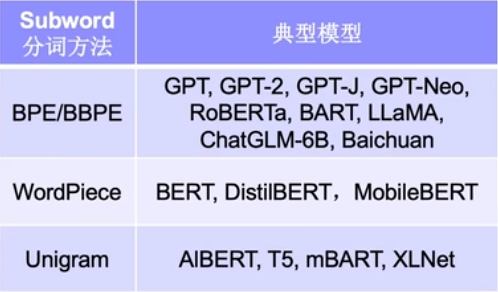 Subword
分词方法
典型模型
BPE/BBPE
GPT, GPT-2, GPT-J, GPT-Neo,
RoBERTa, BART, LLaMA,
ChatGLM-6B, Baichuan
WordPiece
BERT, DistilBERT，MobileBERT
Unigram
AlBERT, T5, mBART, XLNet